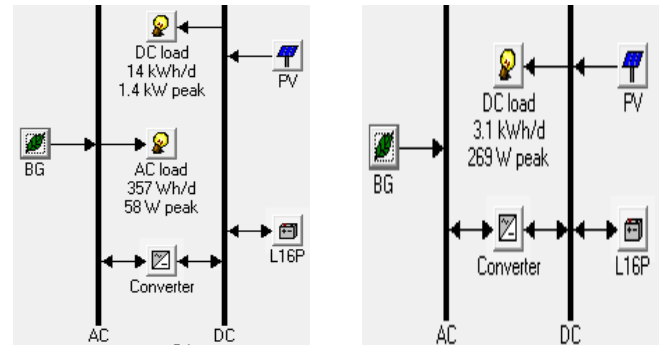 DC load
14 kWh/d
1.4 kW peak
PV
BG
AC load
357 Wh/d
58 W peak
L16P
Converter
AC
DC
DC load
3.1 kWh/d
269 W peak
PV
BG
Converter
L16P
AC
DC